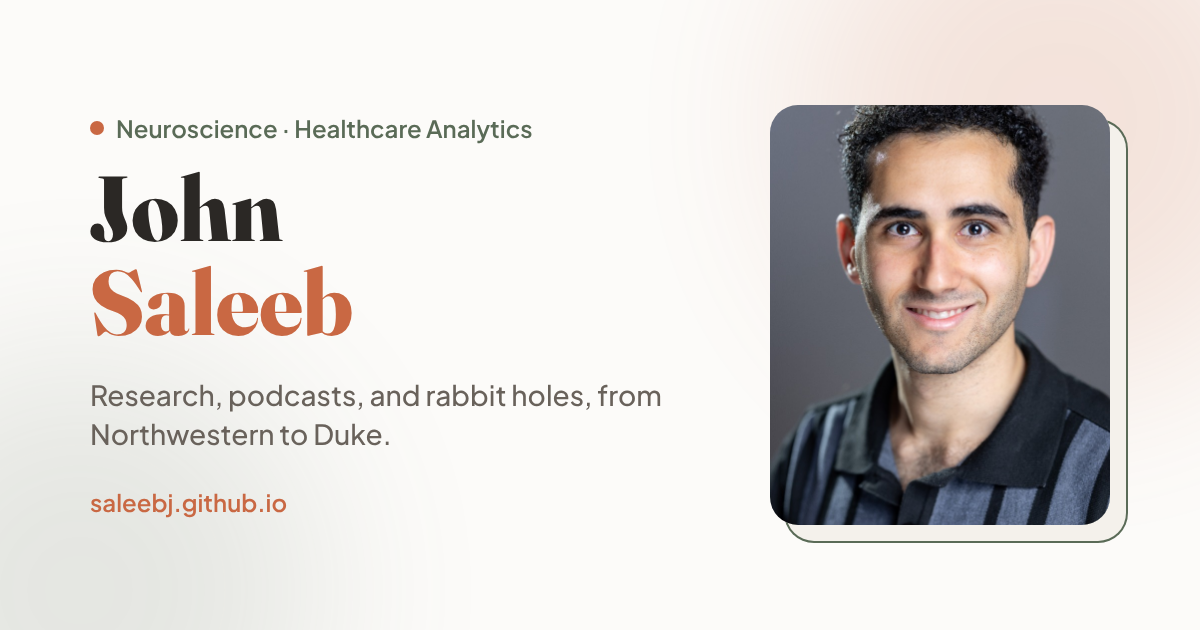 Neuroscience · Healthcare Analytics
John
Saleeb
Research, podcasts, and rabbit holes, from
Northwestern to Duke.
saleebj.github.io